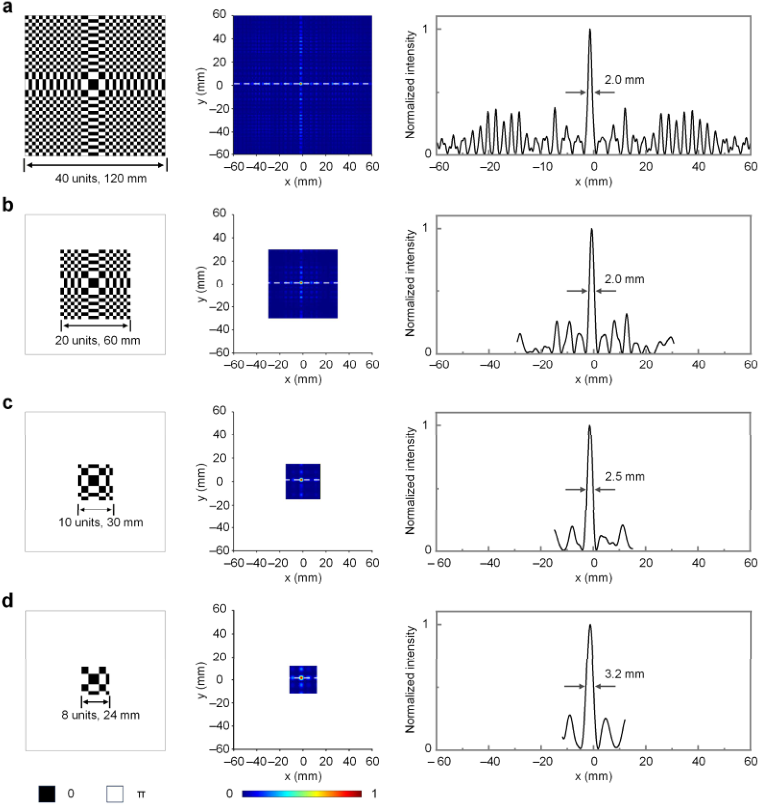 a
40 units, 120 mm
60
40
20
0
–20
–40
–60
y (mm)
–60 –40 –20 0 20 40 60
x (mm)
Normalized intensity
1
0
2.0 mm
–60 –40 –20 0 20 40 60
x (mm)
b
20 units, 60 mm
60
40
20
0
–20
–40
–60
y (mm)
–60 –40 –20 0 20 40 60
x (mm)
Normalized intensity
1
0
2.0 mm
–60 –40 –20 0 20 40 60
x (mm)
c
10 units, 30 mm
60
40
20
0
–20
–40
–60
y (mm)
–60 –40 –20 0 20 40 60
x (mm)
Normalized intensity
1
0
2.5 mm
–60 –40 –20 0 20 40 60
x (mm)
d
8 units, 24 mm
60
40
20
0
–20
–40
–60
y (mm)
–60 –40 –20 0 20 40 60
x (mm)
Normalized intensity
1
0
3.2 mm
–60 –40 –20 0 20 40 60
x (mm)
0 π
0 1